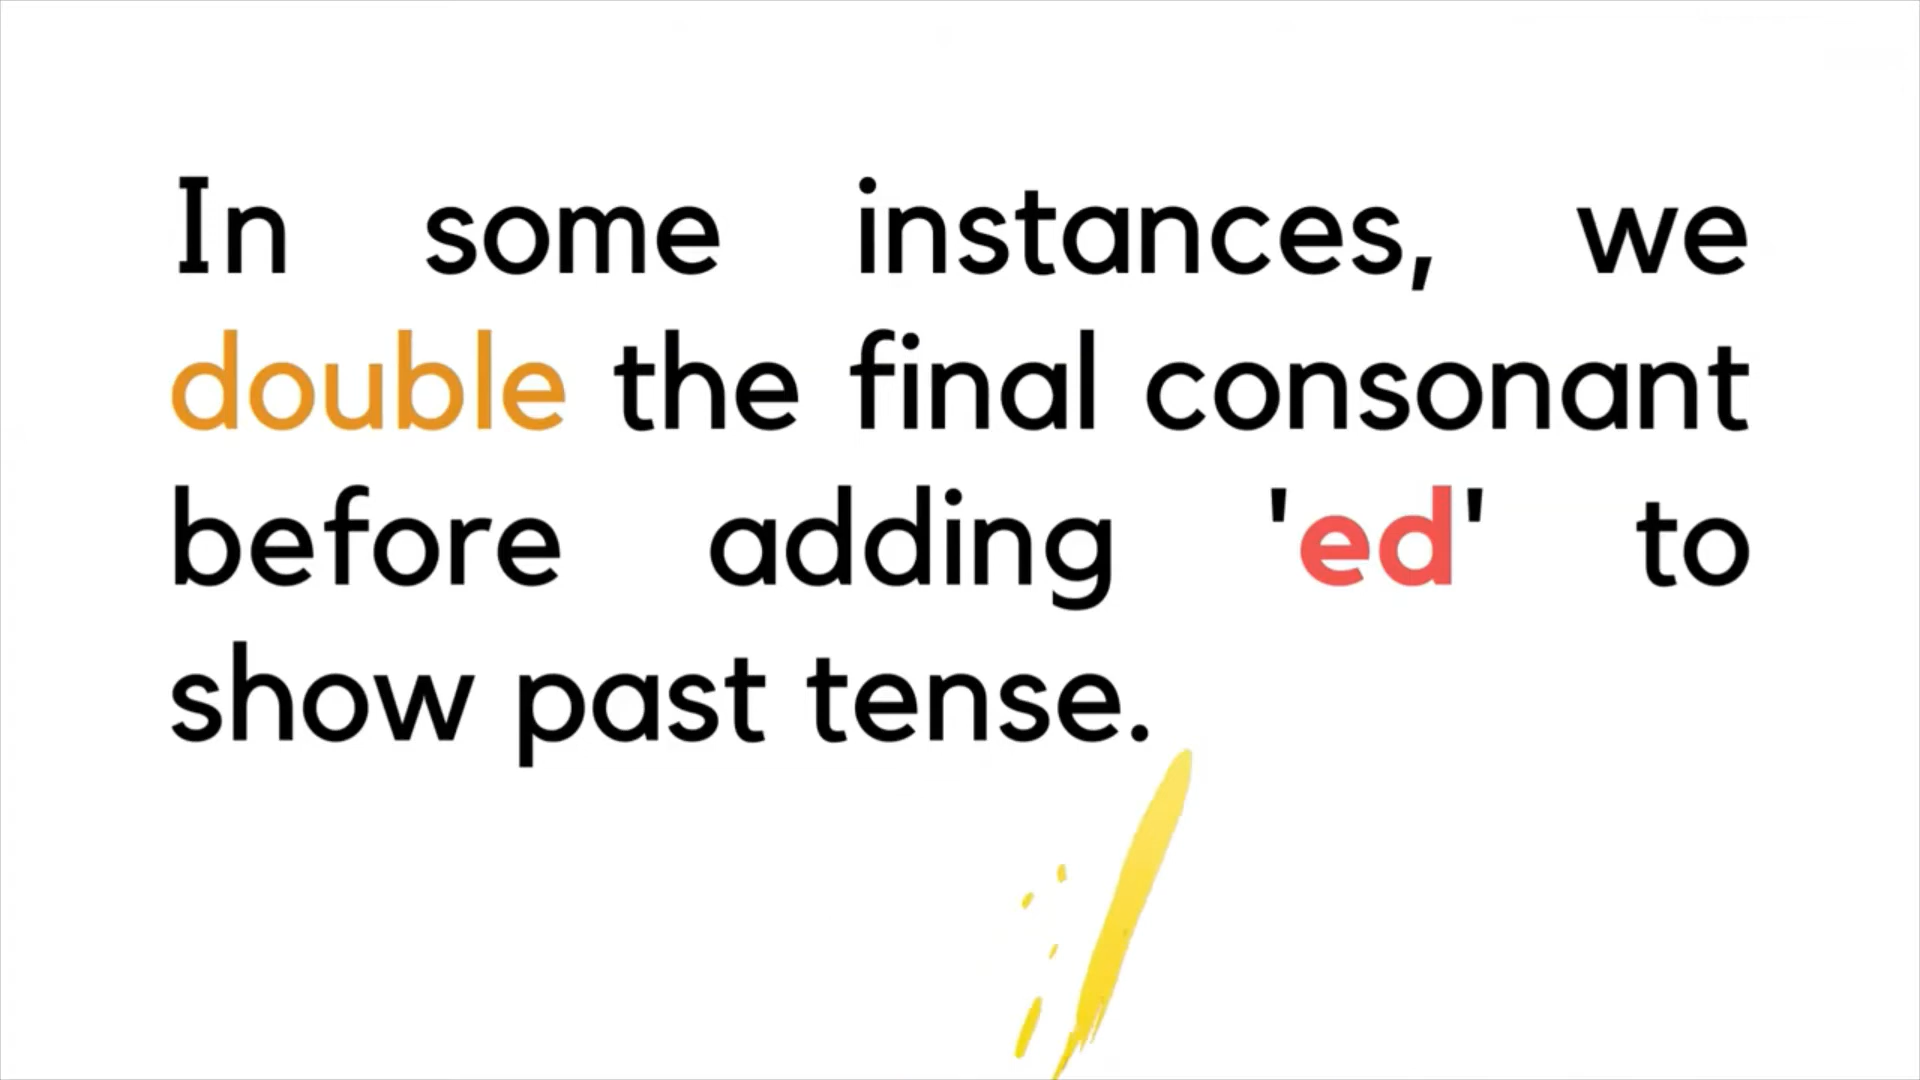 In some instances, we
double the final consonant
before adding 'ed' to
show past tense.